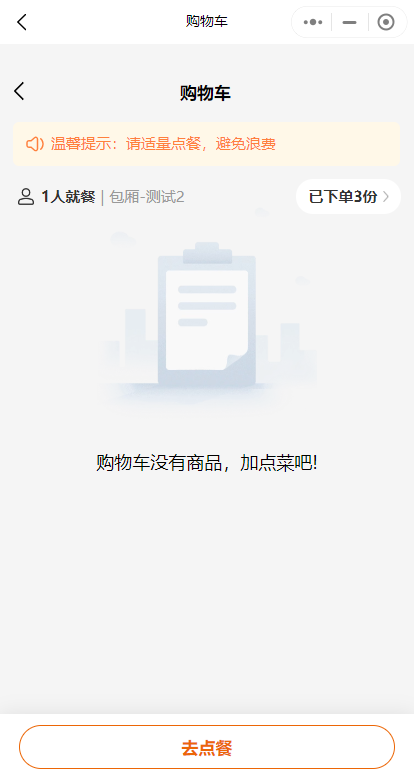 购物车
购物车
温馨提示：请适量点餐，避免浪费
1人就餐 | 包厢-测试2 已下单3份
购物车没有商品，加点菜吧!
去点餐